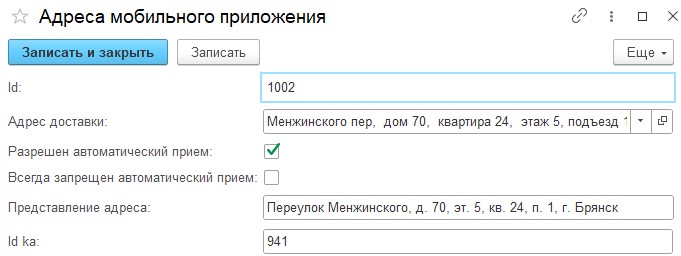 Адреса мобильного приложения
Записать и закрыть Записать Еще
Id: 1002
Адрес доставки: Менжинского пер, дом 70, квартира 24, этаж 5, подъезд 1
Разрешен автоматический прием:
Всегда запрещен автоматический прием:
Представление адреса: Переулок Менжинского, д. 70, эт. 5, кв. 24, п. 1, г. Брянск
Id ka: 941